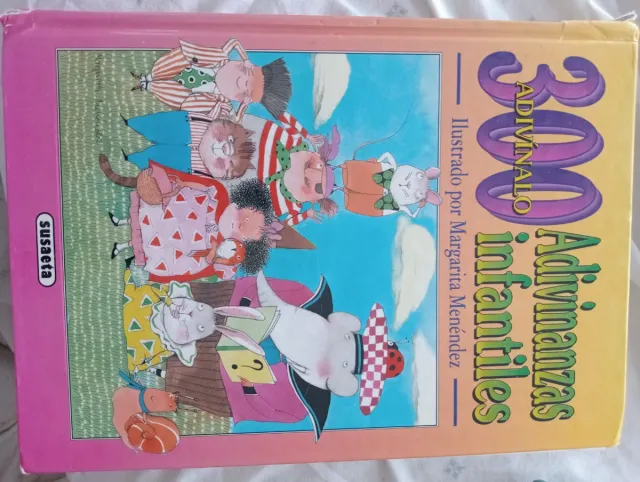 300
ADIVÍNALO
Adivinanzas
infantiles
Ilustrado por Margarita Menéndez
?
susaeta